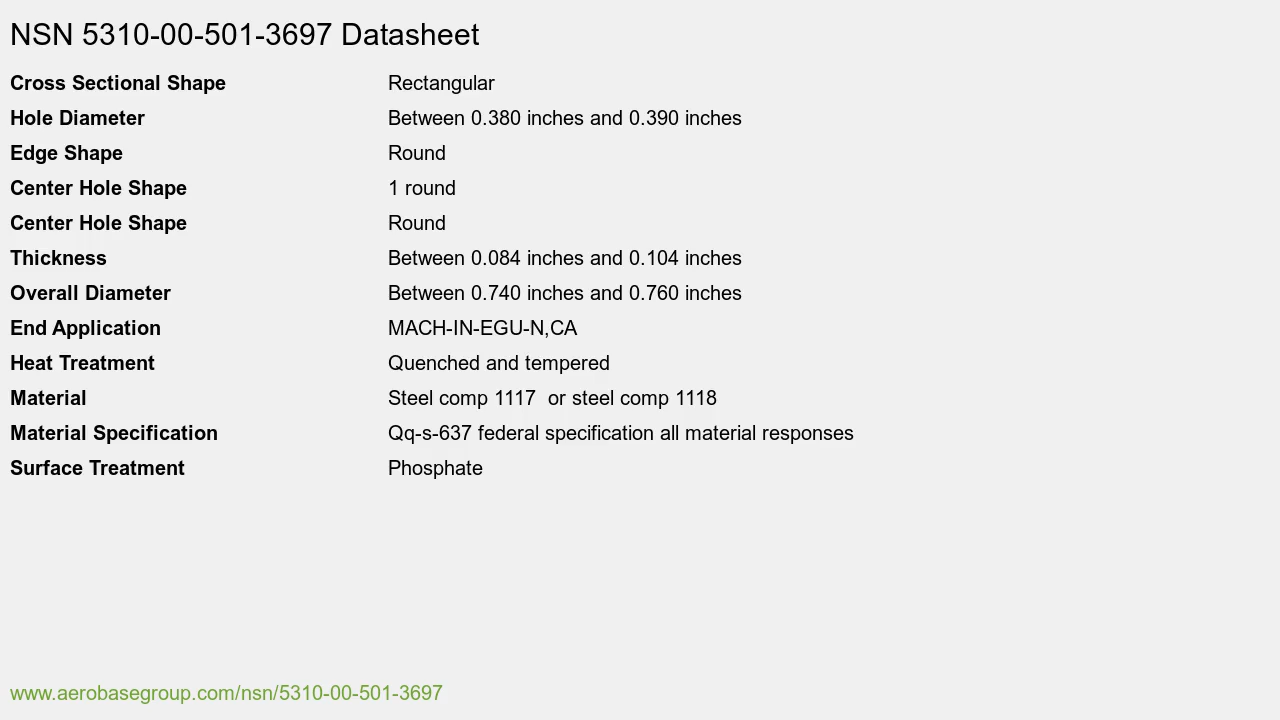 NSN 5310-00-501-3697 Datasheet
Cross Sectional Shape Rectangular
Hole Diameter Between 0.380 inches and 0.390 inches
Edge Shape Round
Center Hole Shape 1 round
Center Hole Shape Round
Thickness Between 0.084 inches and 0.104 inches
Overall Diameter Between 0.740 inches and 0.760 inches
End Application MACH-IN-EGU-N,CA
Heat Treatment Quenched and tempered
Material Steel comp 1117  or steel comp 1118
Material Specification Qq-s-637 federal specification all material responses
Surface Treatment Phosphate
www.aerobasegroup.com/nsn/5310-00-501-3697